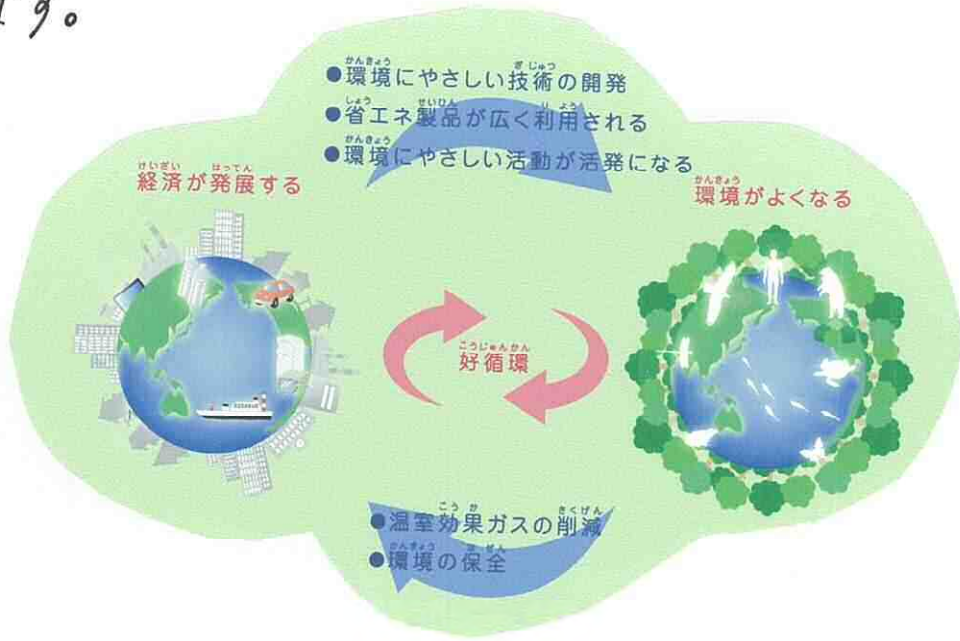 す。
●環境にやさしい技術の開発
●省エネ製品が広く利用される
●環境にやさしい活動が活発になる
経済が発展する
環境がよくなる
好循環
●温室効果ガスの削減
●環境の保全